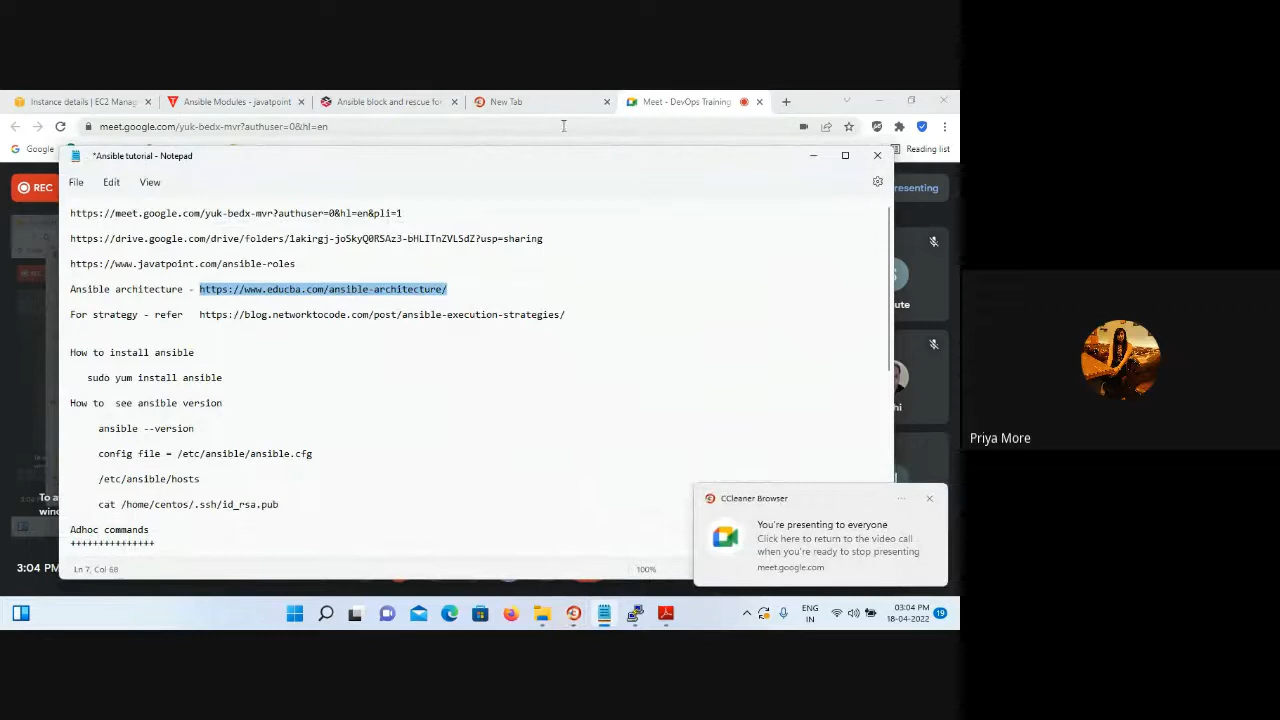 Instance details | EC2 Manag
Ansible Modules - javatpoint
Ansible block and rescue for
New Tab
Meet - DevOps Training
meet.google.com/yuk-bedx-mvr?authuser=0&hl=en
Google
Reading list
*Ansible tutorial - Notepad
File Edit View
REC
esenting
https://meet.google.com/yuk-bedx-mvr?authuser=0&hl=en&pli=1
https://drive.google.com/drive/folders/1akirgj-joSkyQ0RSAz3-bHLITnZVLSdZ?usp=sharing
https://www.javatpoint.com/ansible-roles
Ansible architecture - https://www.educba.com/ansible-architecture/
ute
For strategy - refer https://blog.networktocode.com/post/ansible-execution-strategies/
How to install ansible
sudo yum install ansible
How to see ansible version
hi
ansible --version
config file = /etc/ansible/ansible.cfg
/etc/ansible/hosts
cat /home/centos/.ssh/id_rsa.pub
Adhoc commands
+++++++++++++++
To a
winc
3:04 PM
Ln 7, Col 68
100%
CCleaner Browser
You're presenting to everyone
Click here to return to the video call
when you're ready to stop presenting
meet.google.com
ENG
IN
03:04 PM
18-04-2022
19
Priya More